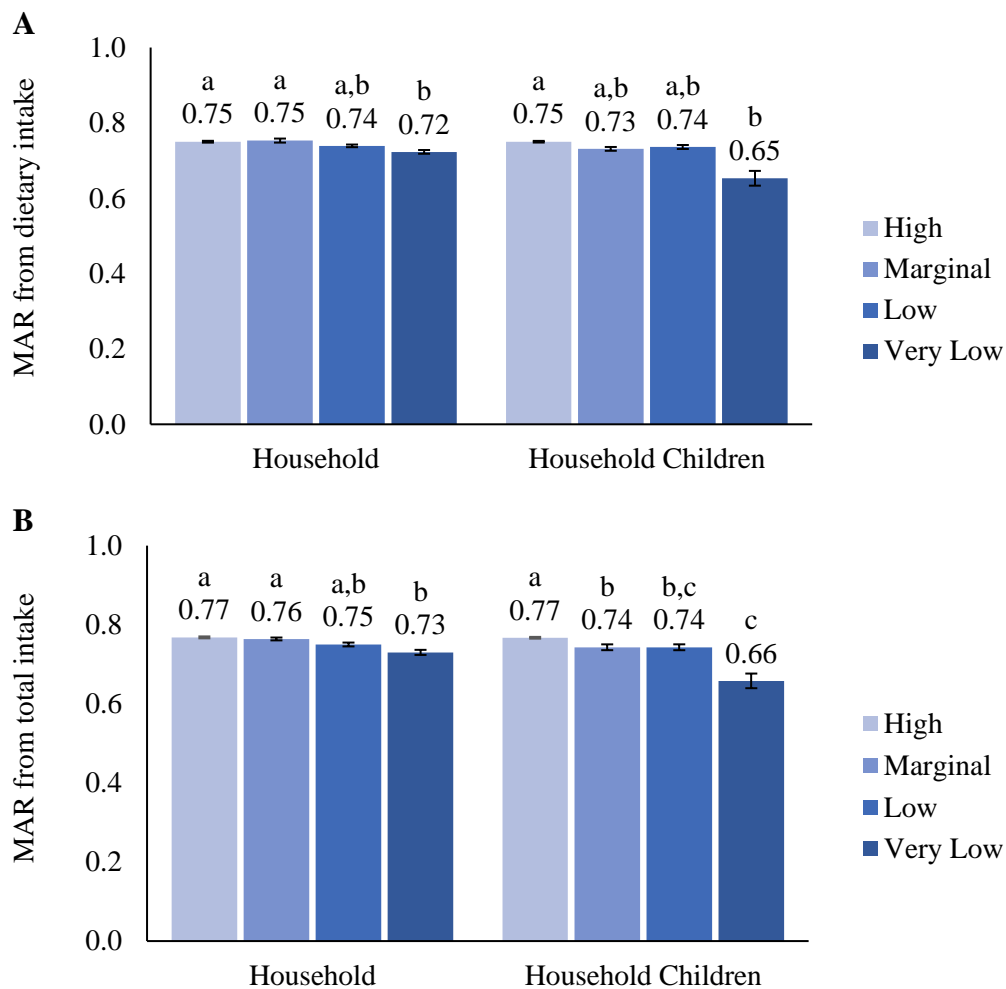 A
MAR from dietary intake
1.0
0.8
0.6
0.4
0.2
0.0
a a a,b b
0.75 0.75 0.74 0.72
a a,b a,b b
0.75 0.73 0.74 0.65
Household Household Children
High
Marginal
Low
Very Low
B
MAR from total intake
1.0
0.8
0.6
0.4
0.2
0.0
a a a,b b
0.77 0.76 0.75 0.73
a b b,c c
0.77 0.74 0.74 0.66
Household Household Children
High
Marginal
Low
Very Low